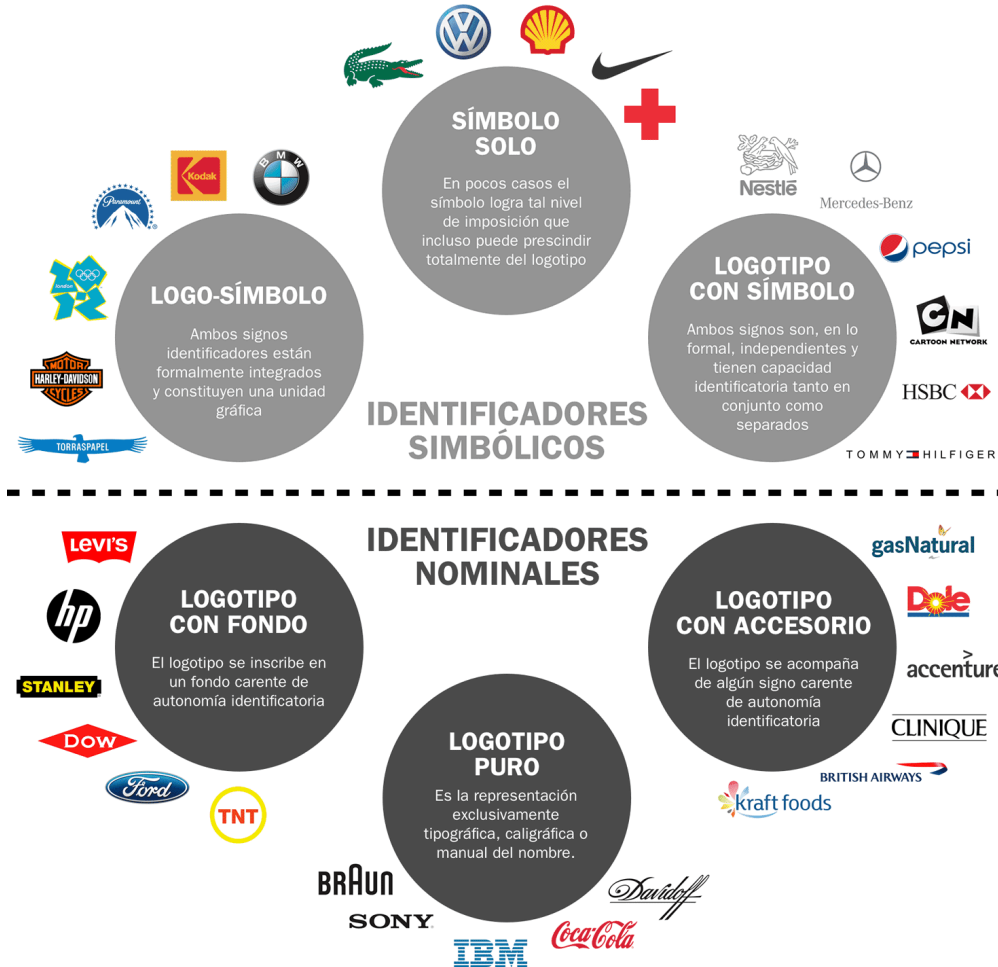 SÍMBOLO
SOLO
En pocos casos el
símbolo logra tal nivel
de imposición que
incluso puede prescindir
totalmente del logotipo
BMW
Kodak
Paramount
london
LOGO-SÍMBOLO
Ambos signos
identificadores están
formalmente integrados
y constituyen una unidad
gráfica
MOTOR
HARLEY-DAVIDSON
CYCLES
TORRASPAPEL
Nestlé
Mercedes-Benz
pepsi
LOGOTIPO
CON SÍMBOLO
Ambos signos son, en lo
formal, independientes y
tienen capacidad
identificatoria tanto en
conjunto como
separados
CN
CARTOON NETWORK
HSBC
TOMMY HILFIGER
IDENTIFICADORES
SIMBÓLICOS
IDENTIFICADORES
NOMINALES
LEVI'S
hp
STANLEY
DOW
Ford
TNT
LOGOTIPO
CON FONDO
El logotipo se inscribe en
un fondo carente de
autonomía identificatoria
LOGOTIPO
PURO
Es la representación
exclusivamente
tipográfica, caligráfica o
manual del nombre.
BRAUN
SONY
IBM
Coca-Cola
Davidoff
LOGOTIPO
CON ACCESORIO
El logotipo se acompaña
de algún signo carente
de autonomía
identificatoria
gasNatural
Dole
accenture
CLINIQUE
BRITISH AIRWAYS
kraft foods